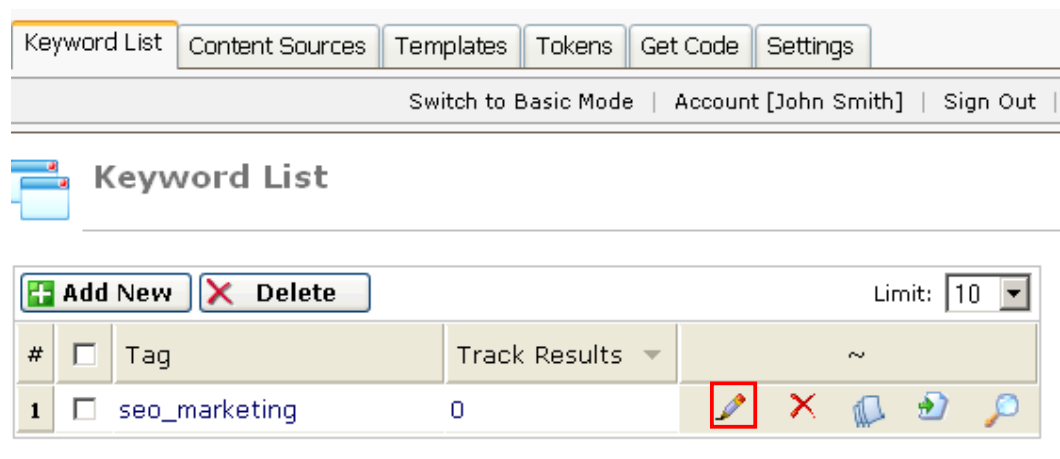 Keyword List Content Sources Templates Tokens Get Code Settings
Switch to Basic Mode | Account [John Smith] | Sign Out |
Keyword List
Add New Delete Limit: 10
# Tag Track Results ~
1 seo_marketing 0